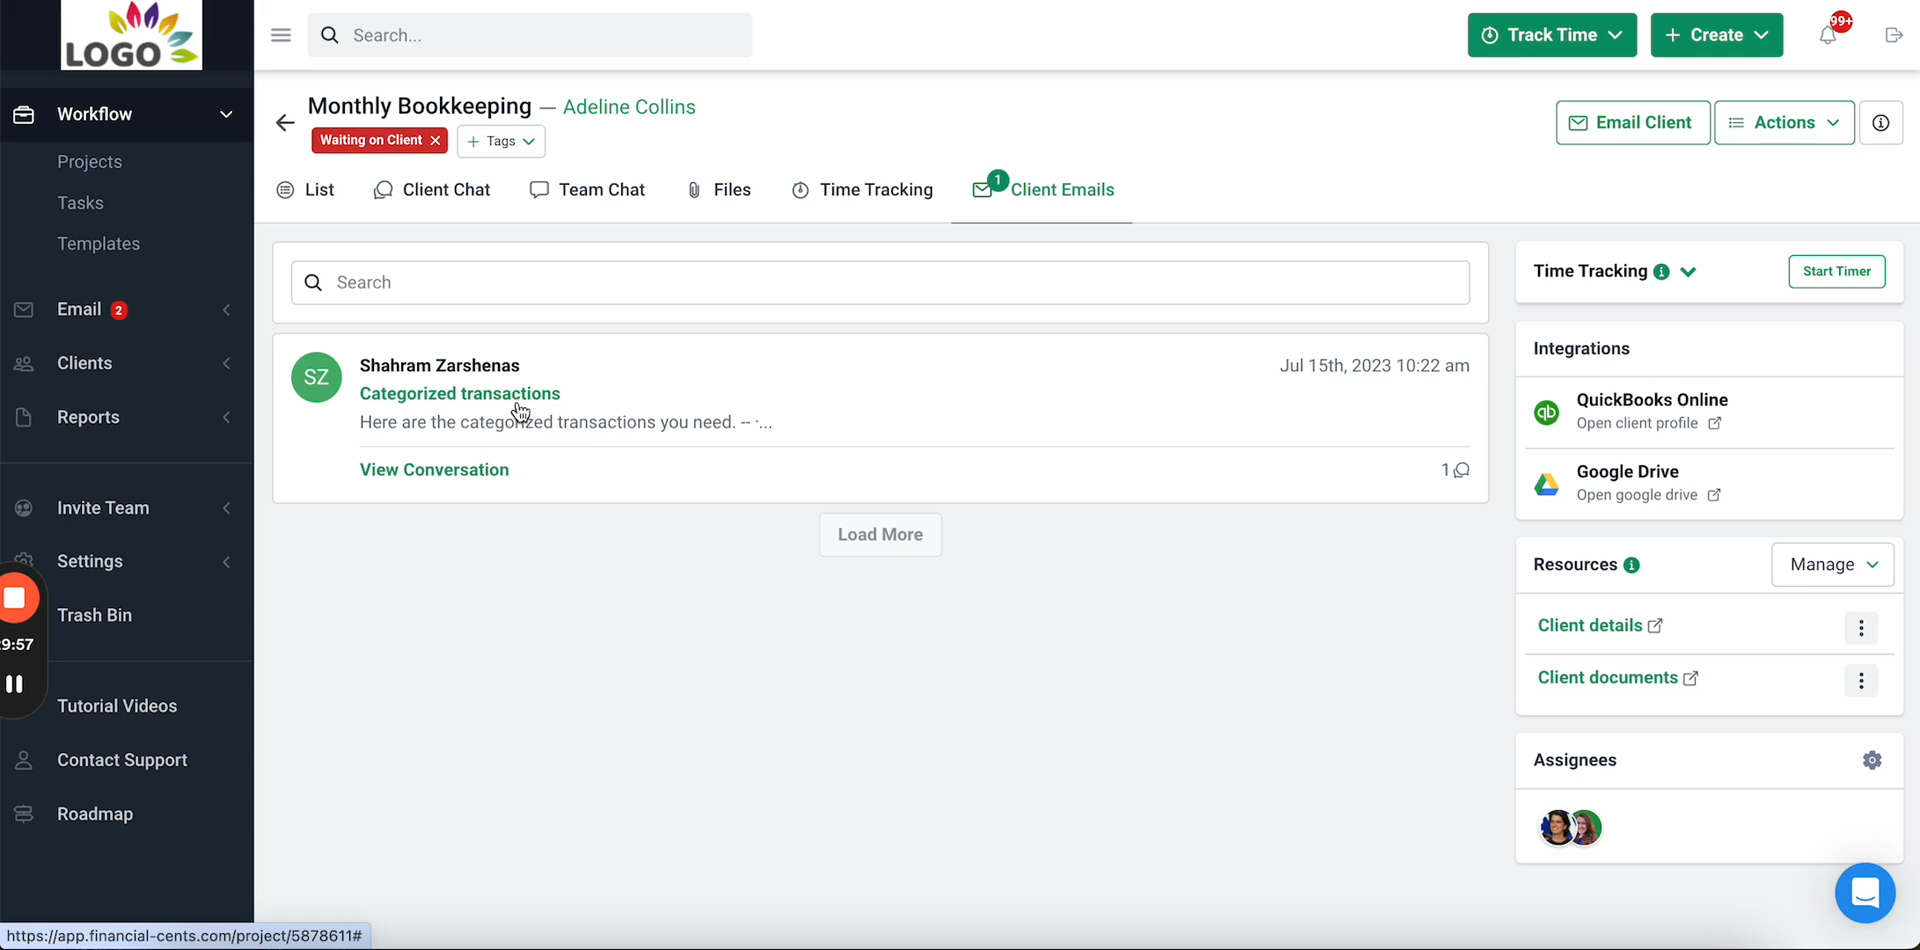 LOGO
Search...
Track Time
+ Create
99+
Workflow
Projects
Tasks
Templates
Email 2
Clients
Reports
Invite Team
Settings
Trash Bin
9:57
Tutorial Videos
Contact Support
Roadmap
Monthly Bookkeeping — Adeline Collins
Waiting on Client ×
+ Tags
Email Client
Actions
List
Client Chat
Team Chat
Files
Time Tracking
1
Client Emails
Search
SZ
Shahram Zarshenas
Jul 15th, 2023 10:22 am
Categorized transactions
Here are the categorized transactions you need. -- ·...
View Conversation
1
Load More
Time Tracking
Start Timer
Integrations
qb
QuickBooks Online
Open client profile
Google Drive
Open google drive
Resources
Manage
Client details
Client documents
Assignees
https://app.financial-cents.com/project/5878611#